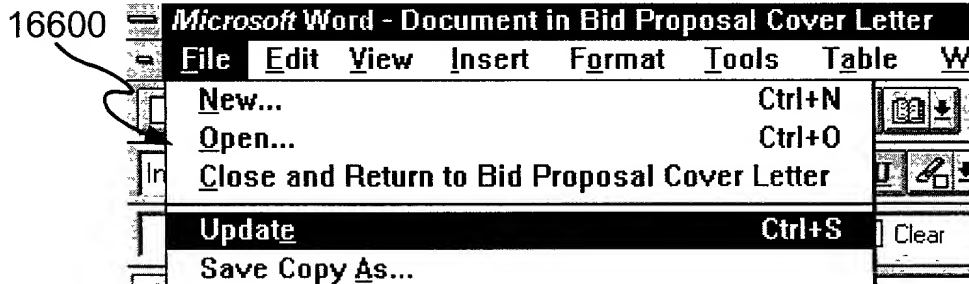 16600
Microsoft Word - Document in Bid Proposal Cover Letter
File Edit View Insert Format Tools Table W
New... Ctrl+N
Open... Ctrl+O
In
Close and Return to Bid Proposal Cover Letter
U
Update Ctrl+S
Clear
Save Copy As...